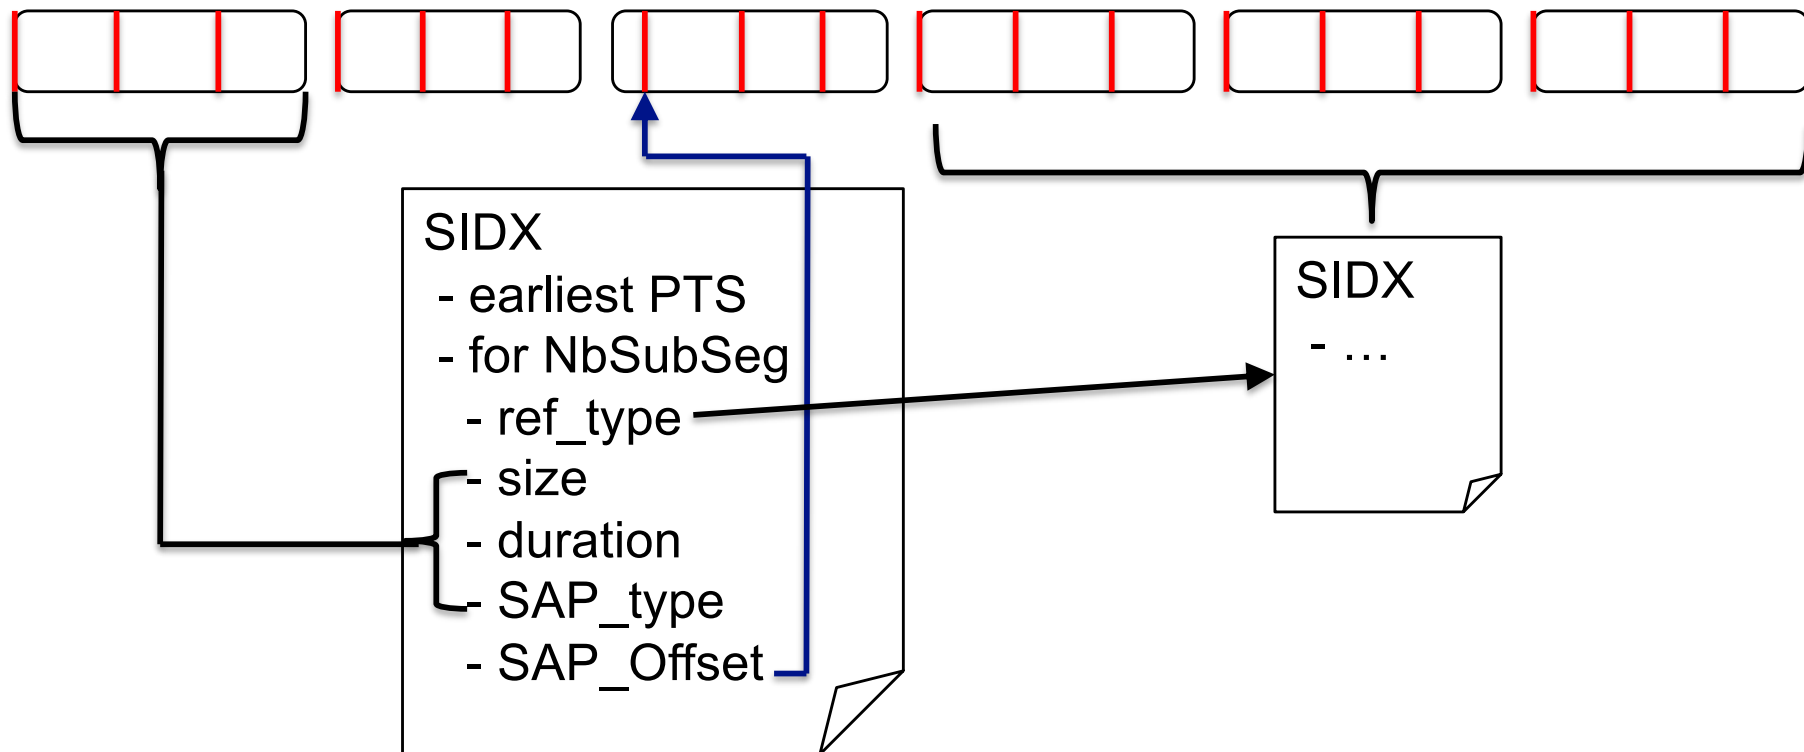 SIDX
- earliest PTS
- for NbSubSeg
- ref_type
- size
- duration
- SAP_type
- SAP_Offset
SIDX
- …